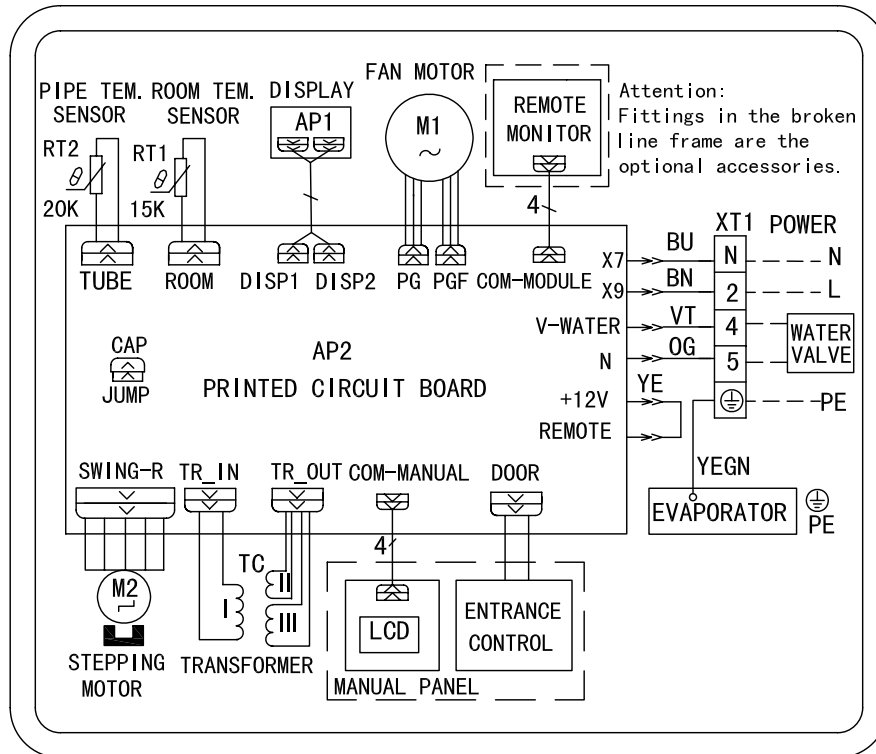 PIPE TEM. ROOM TEM. DISPLAY FAN MOTOR
SENSOR SENSOR
RT2 RT1
θ θ
20K 15K
AP1
M1
~
REMOTE
MONITOR
Attention:
Fittings in the broken
line frame are the
optional accessories.
4
XT1 POWER
TUBE ROOM DISP1 DISP2 PG PGF COM-MODULE
X7 BU N N
X9 BN 2 L
V-WATER VT 4
N OG 5
WATER
VALVE
+12V YE PE
REMOTE
CAP
JUMP
AP2
PRINTED CIRCUIT BOARD
YEGN
EVAPORATOR
PE
SWING-R TR_IN TR_OUT COM-MANUAL DOOR
4
M2
TC
I
II
III
LCD
ENTRANCE
CONTROL
STEPPING
MOTOR
TRANSFORMER
MANUAL PANEL